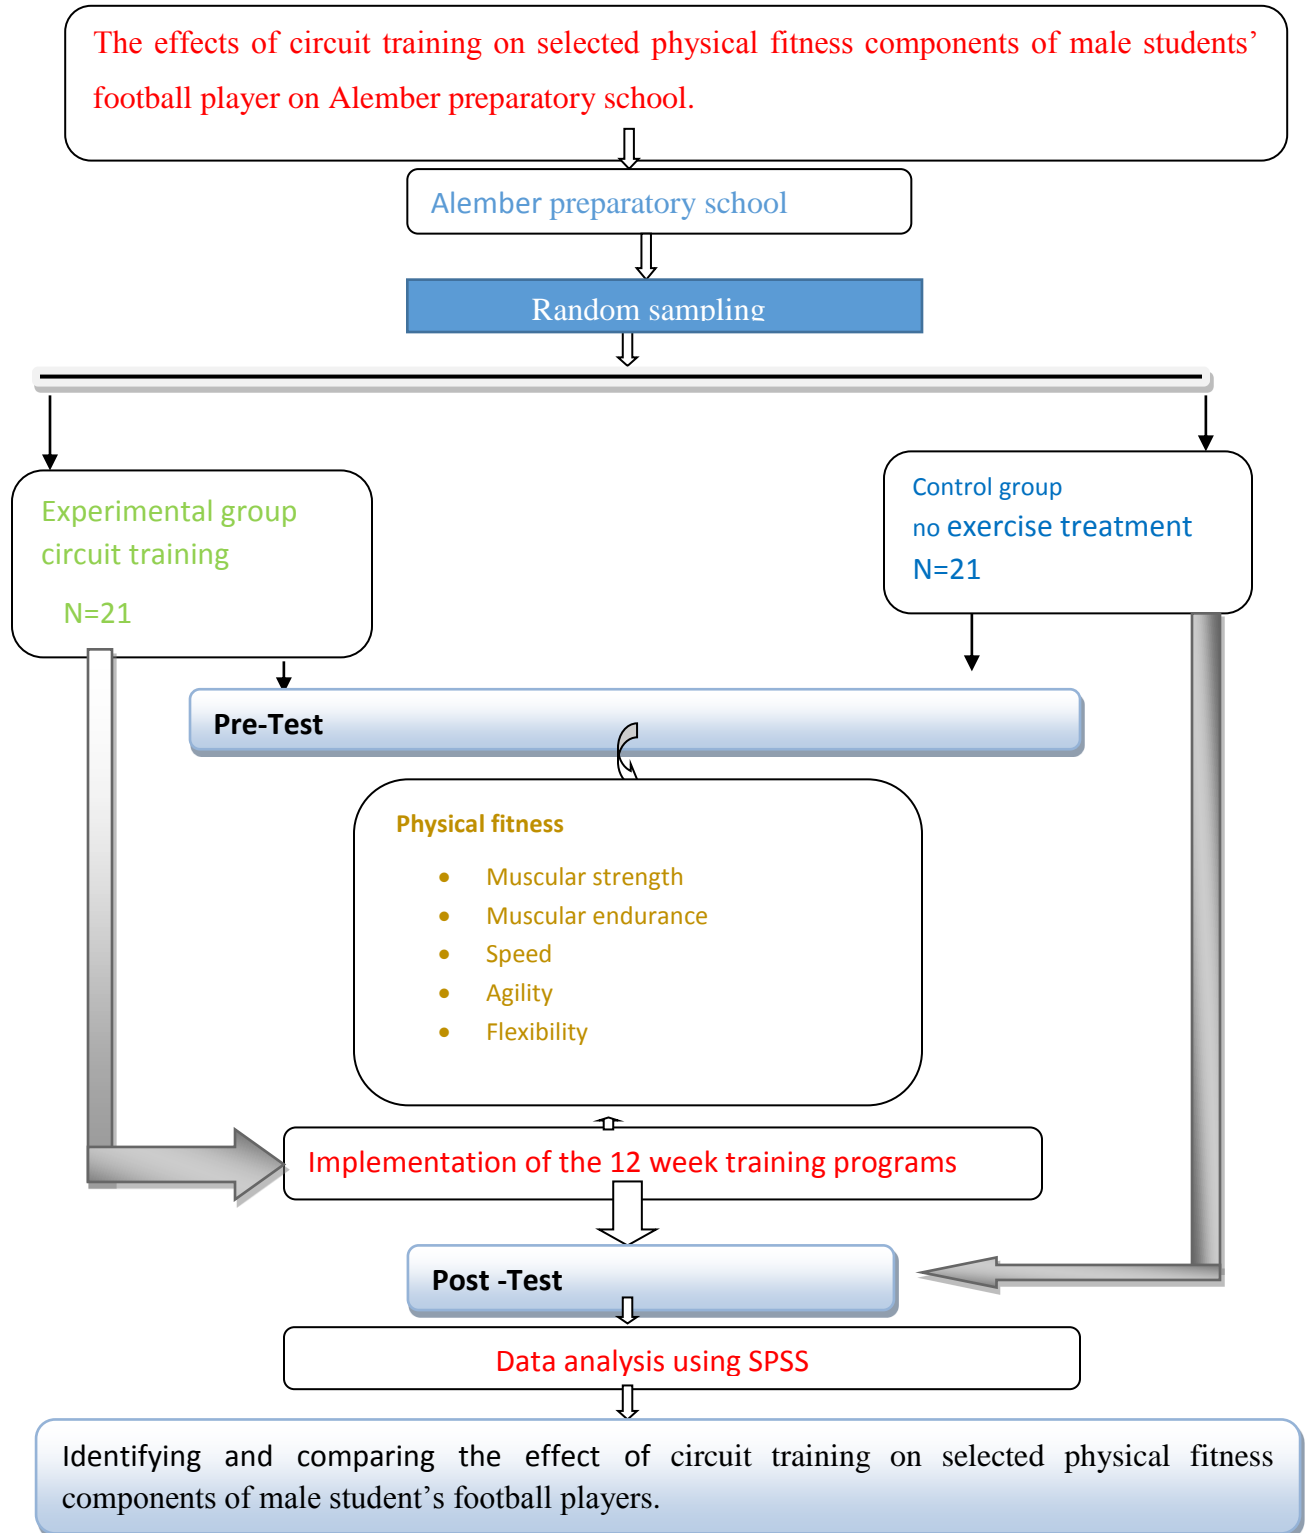 The effects of circuit training on selected physical fitness components of male students’
football player on Alember preparatory school.
Alember preparatory school
Random sampling
Experimental group
circuit training
N=21
Control group
no exercise treatment
N=21
Pre-Test
Physical fitness
• Muscular strength
• Muscular endurance
• Speed
• Agility
• Flexibility
Implementation of the 12 week training programs
Post -Test
Data analysis using SPSS
Identifying and comparing the effect of circuit training on selected physical fitness
components of male student’s football players.